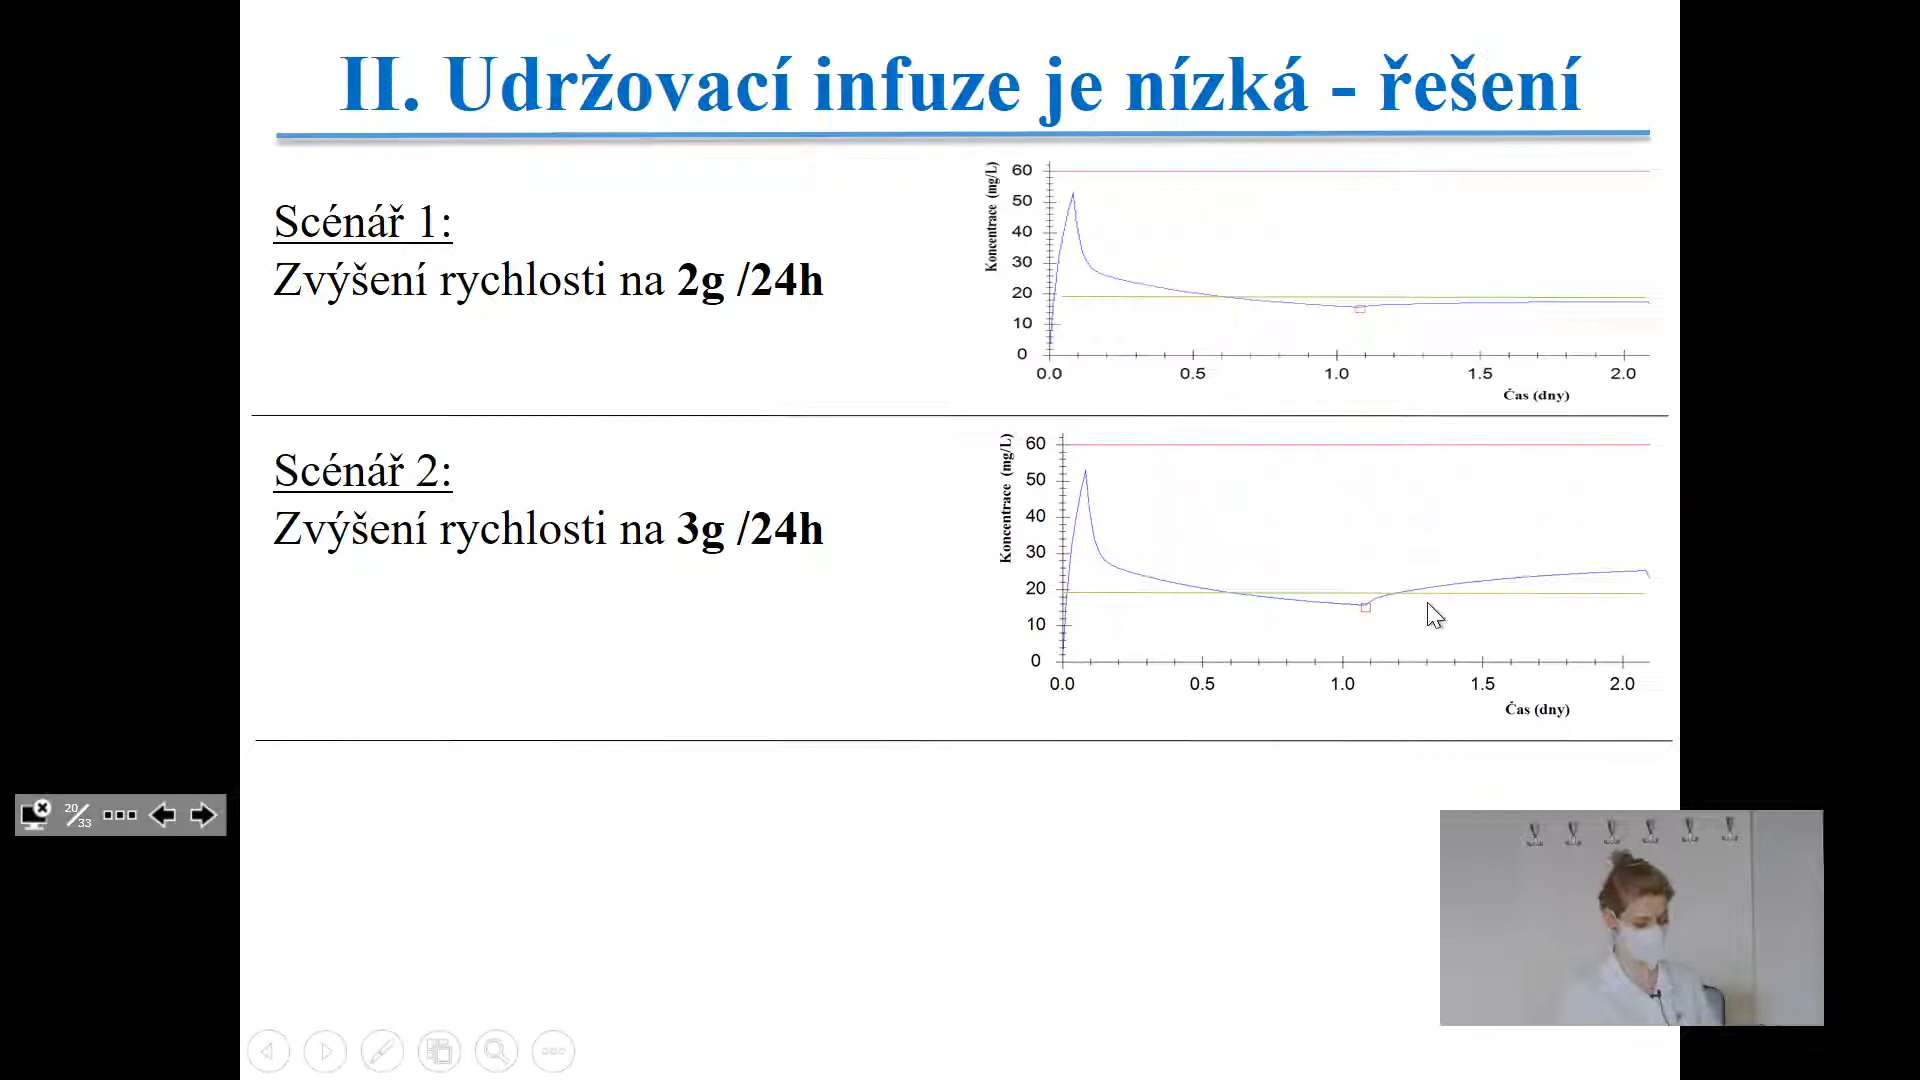 II. Udržovací infuze je nízká - řešení
Scénář 1:
Zvýšení rychlosti na 2g /24h
Koncentrace (mg/L)
60
50
40
30
20
10
0
0.0 0.5 1.0 1.5 2.0
Čas (dny)
Scénář 2:
Zvýšení rychlosti na 3g /24h
Koncentrace (mg/L)
60
50
40
30
20
10
0
0.0 0.5 1.0 1.5 2.0
Čas (dny)
20/33